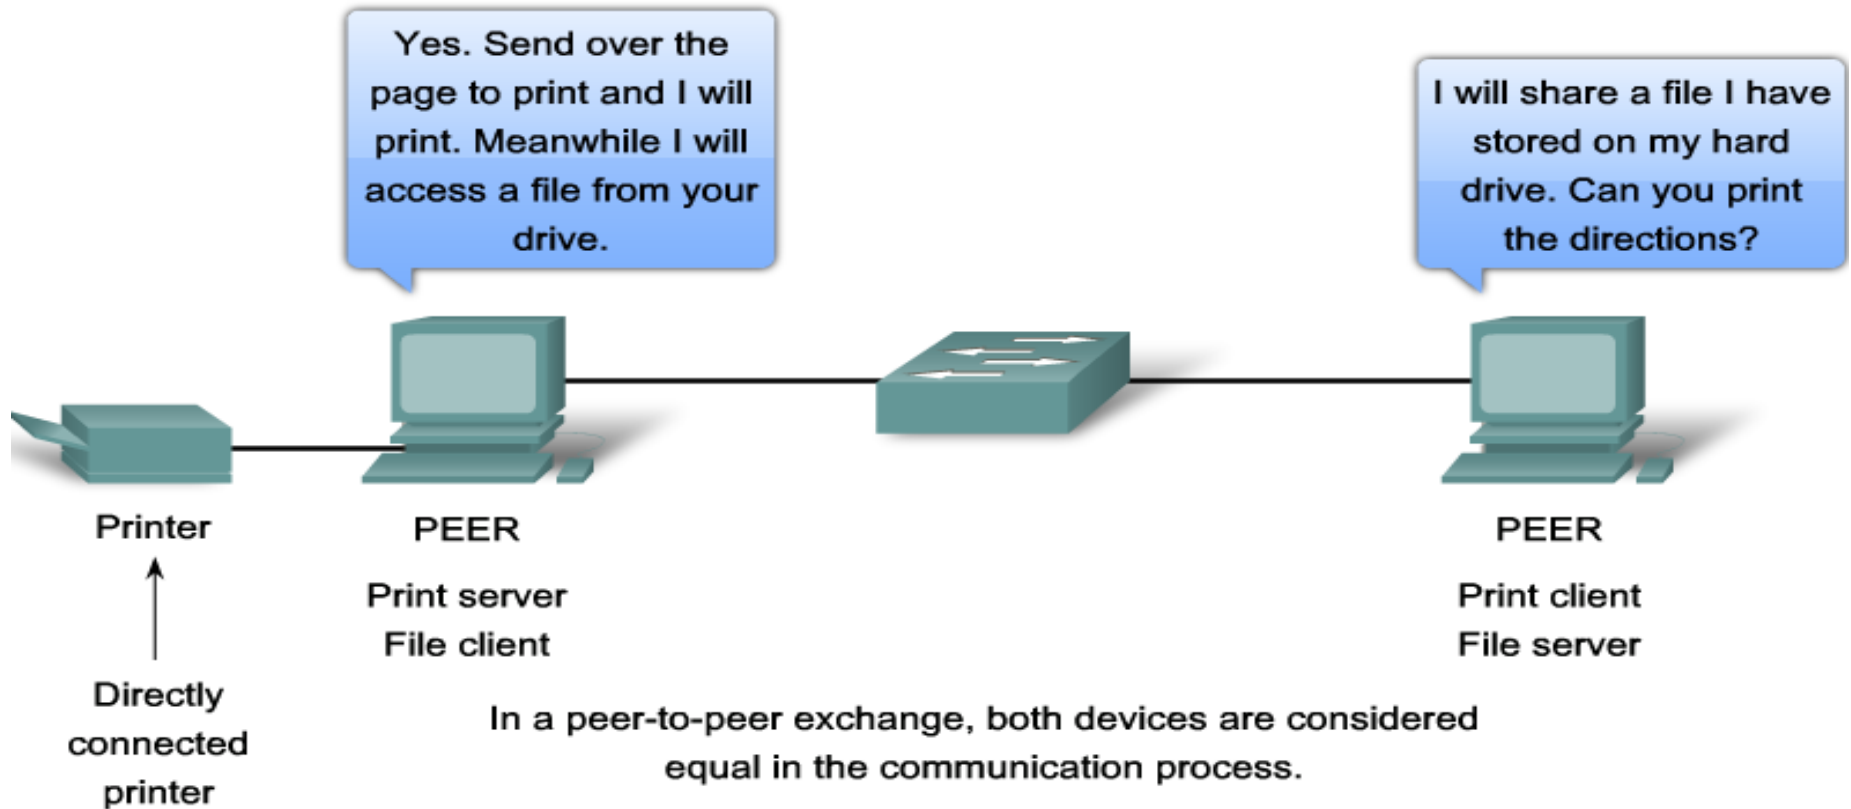 Yes. Send over the
page to print and I will
print. Meanwhile I will
access a file from your
drive.
I will share a file I have
stored on my hard
drive. Can you print
the directions?
Printer
PEER
PEER
Print server
File client
Print client
File server
Directly
connected
printer
In a peer-to-peer exchange, both devices are considered
equal in the communication process.